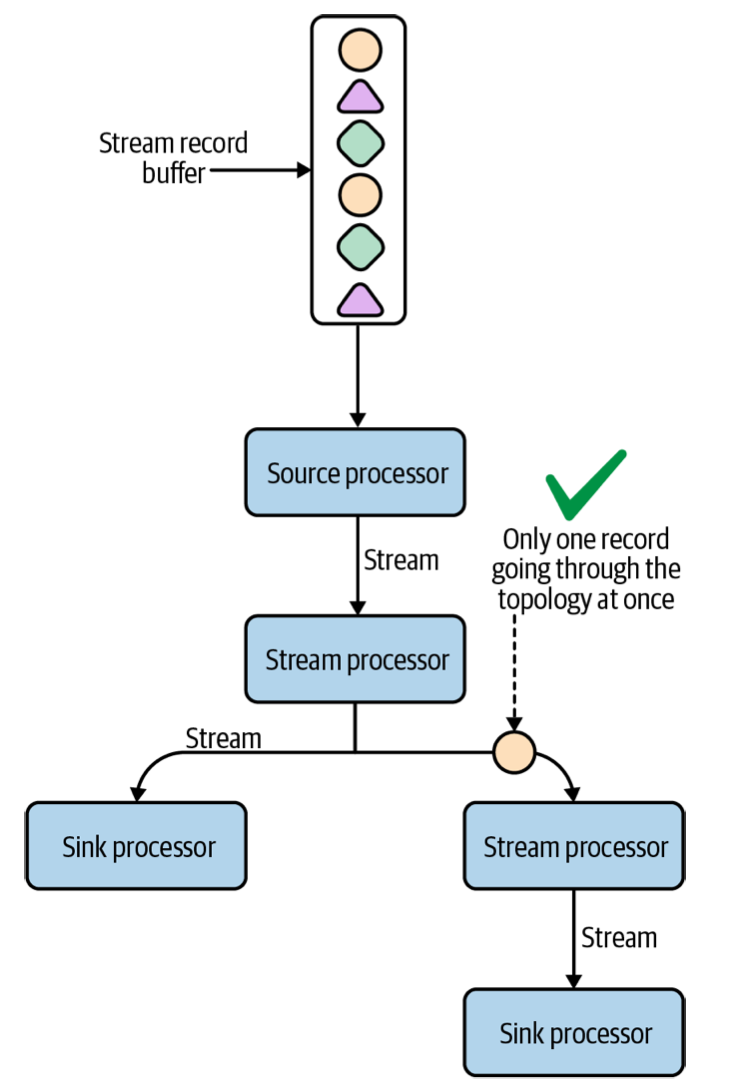 Stream record
buffer
Source processor
Stream
Only one record
going through the
topology at once
Stream processor
Stream
Sink processor
Stream processor
Stream
Sink processor